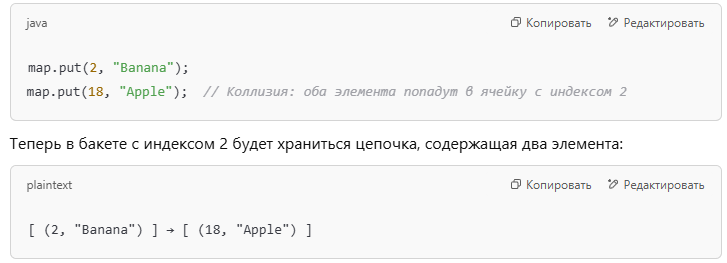 java
Копировать
Редактировать
map.put(2, "Banana");
map.put(18, "Apple");  // Коллизия: оба элемента попадут в ячейку с индексом 2
Теперь в бакете с индексом 2 будет храниться цепочка, содержащая два элемента:
plaintext
Копировать
Редактировать
[ (2, "Banana") ] → [ (18, "Apple") ]